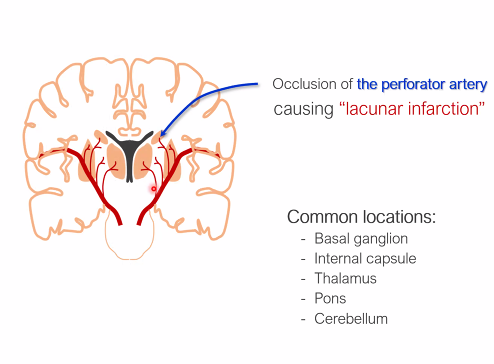 Occlusion of the perforator artery
causing “lacunar infarction”
Common locations:
- Basal ganglion
- Internal capsule
- Thalamus
- Pons
- Cerebellum